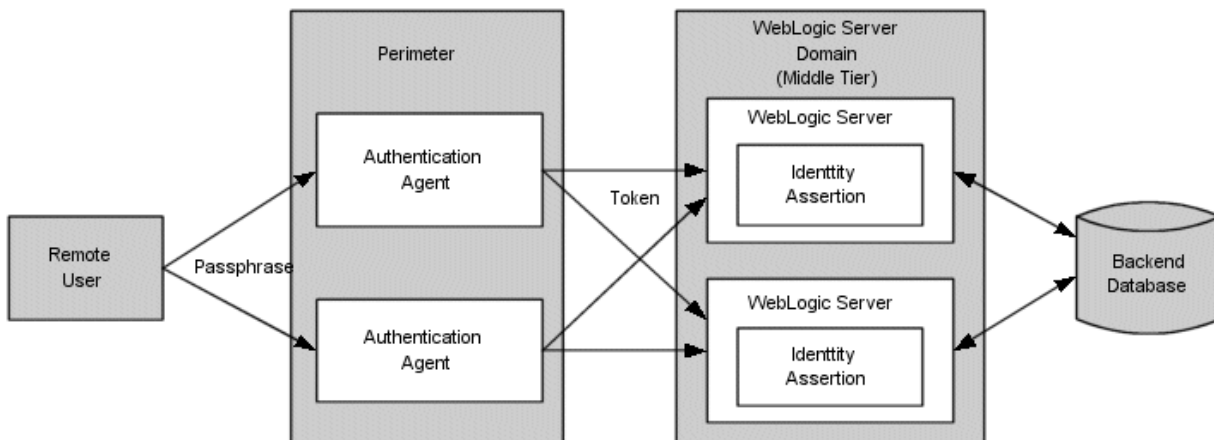 Remote
User
Passphrase
Perimeter
Authentication
Agent
Authentication
Agent
Token
WebLogic Server
Domain
(Middle Tier)
WebLogic Server
Identtity
Assertion
WebLogic Server
Identtity
Assertion
Backend
Database